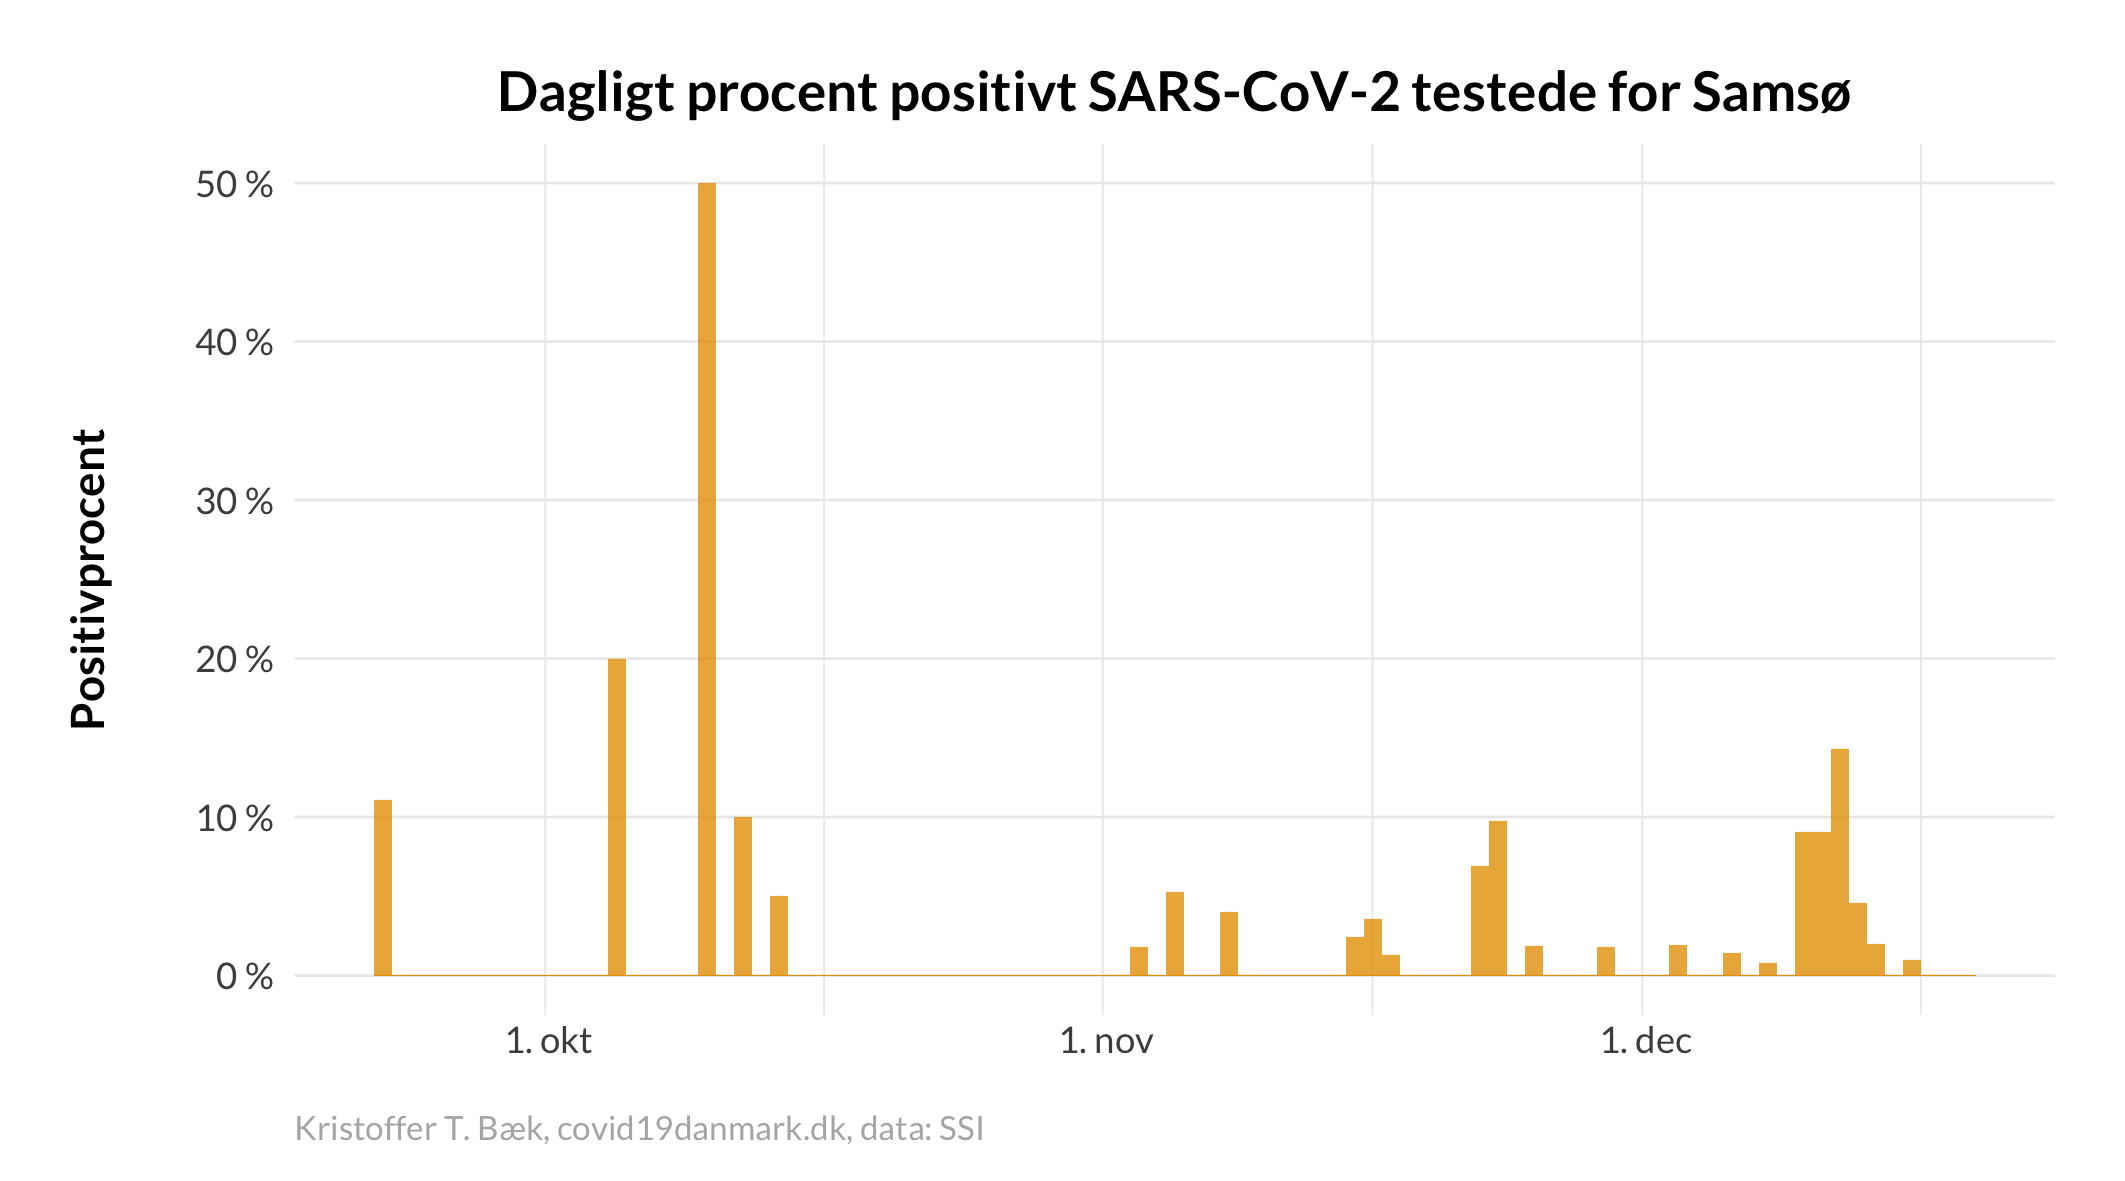 Dagligt procent positivt SARS-CoV-2 testede for Samsø
Positivprocent
50 %
40 %
30 %
20 %
10 %
0 %
1. okt
1. nov
1. dec
Kristoffer T. Bæk, covid19danmark.dk, data: SSI